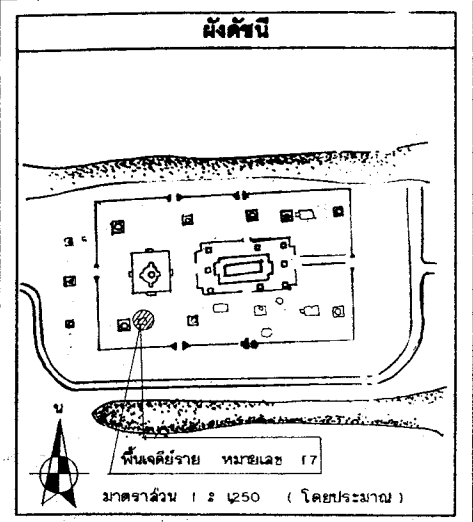 ผังดัชนี
น
พื้นเจดีย์ราย หมายเลข 17
มาตราส่วน 1 : 1,250 ( โดยประมาณ )